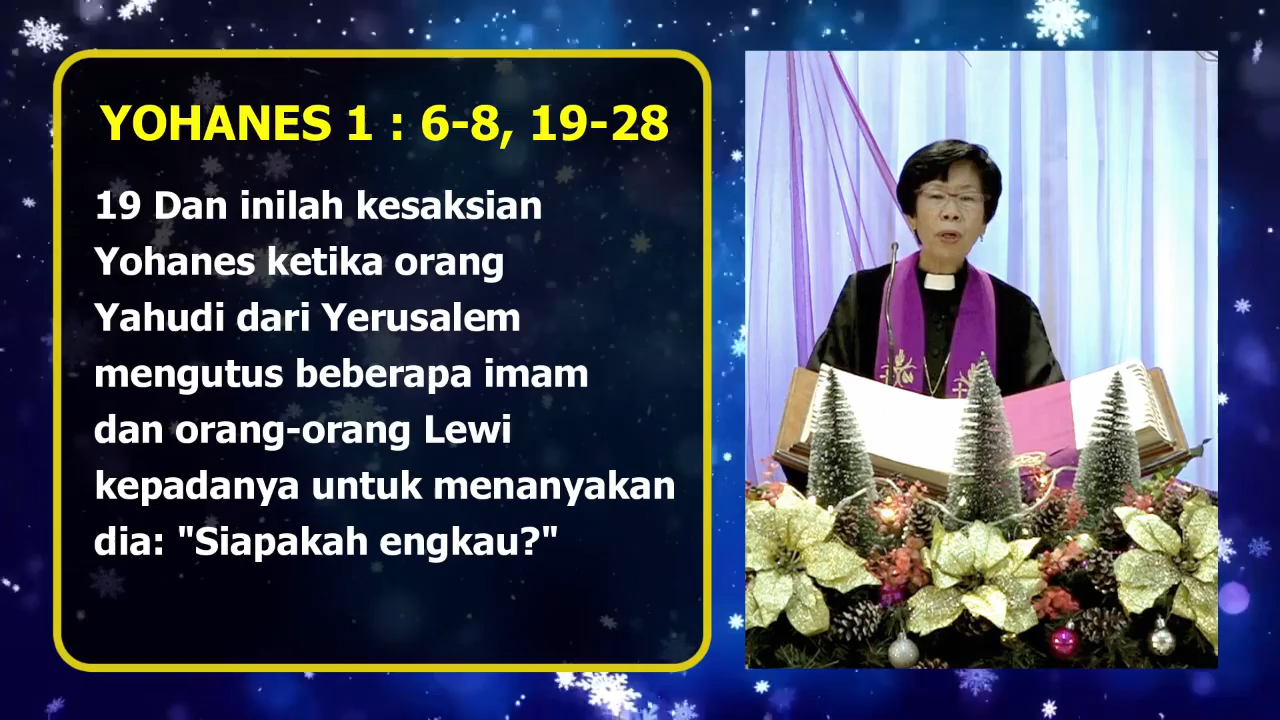 YOHANES 1 : 6-8, 19-28
19 Dan inilah kesaksian
Yohanes ketika orang
Yahudi dari Yerusalem
mengutus beberapa imam
dan orang-orang Lewi
kepadanya untuk menanyakan
dia: "Siapakah engkau?"